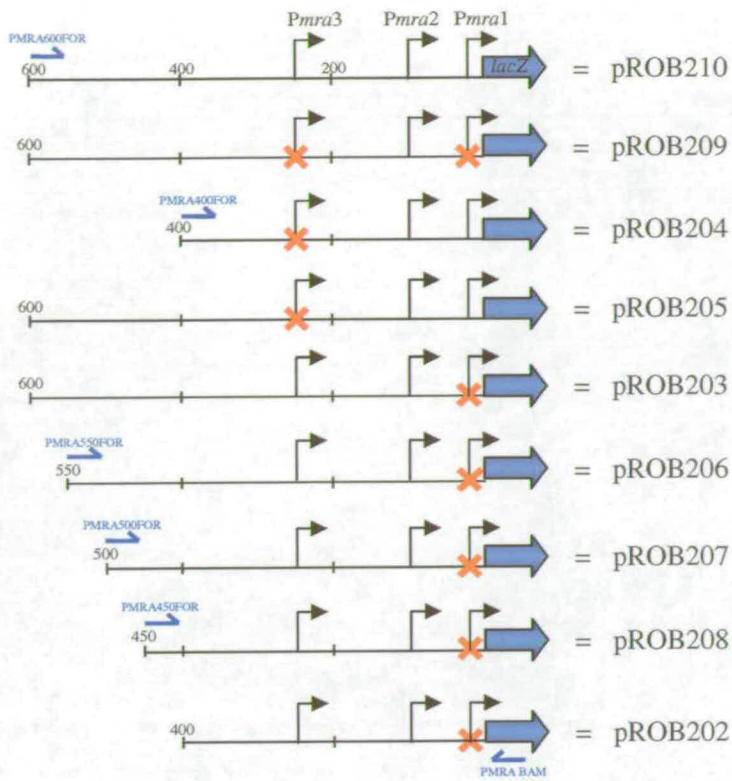 Pmra3 Pmra2 Pmra1
PMRA600FOR
600 400 200 lacZ = pROB210
600 = pROB209
PMRA400FOR
400 = pROB204
600 = pROB205
600 = pROB203
PMRA550FOR
550 = pROB206
PMRA500FOR
500 = pROB207
PMRA450FOR
450 = pROB208
400 = pROB202
PMRA BAM